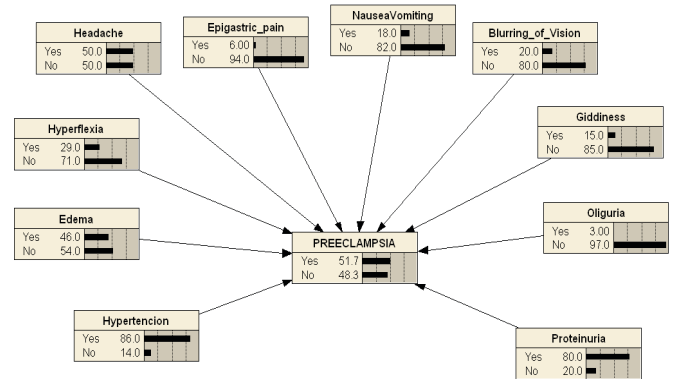 Headache
Yes 50.0
No 50.0
Epigastric_pain
Yes 6.00
No 94.0
NauseaVomiting
Yes 18.0
No 82.0
Blurring_of_Vision
Yes 20.0
No 80.0
Hyperflexia
Yes 29.0
No 71.0
Giddiness
Yes 15.0
No 85.0
Edema
Yes 46.0
No 54.0
PREECLAMPSIA
Yes 51.7
No 48.3
Oliguria
Yes 3.00
No 97.0
Hypertencion
Yes 86.0
No 14.0
Proteinuria
Yes 80.0
No 20.0